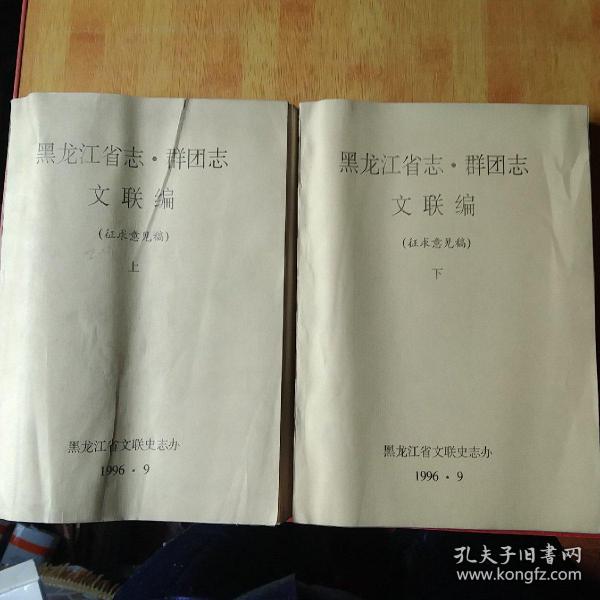 黑龙江省志·群团志
文联编
(征求意见稿)
上
黑龙江省文联史志办
1996·9
黑龙江省志·群团志
文联编
(征求意见稿)
下
黑龙江省文联史志办
1996·9
孔夫子旧书网
www.kongfz.com